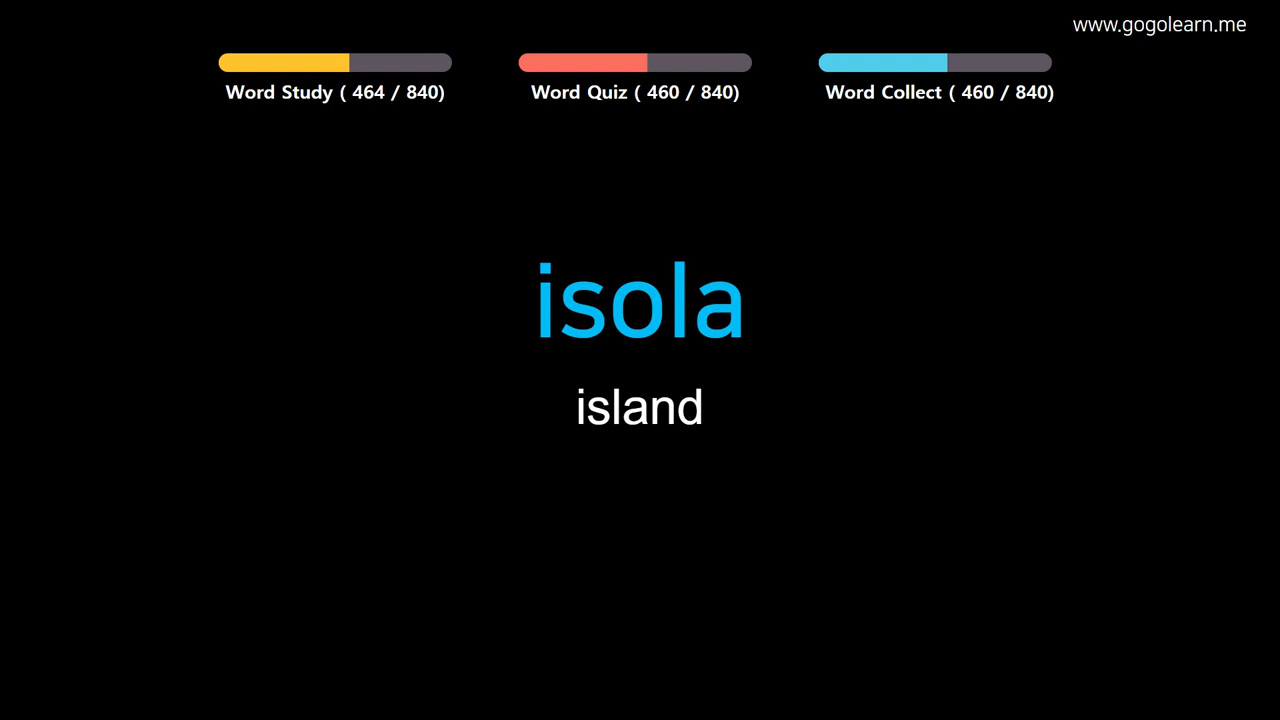 www.gogolearn.me
Word Study ( 464 / 840)
Word Quiz ( 460 / 840)
Word Collect ( 460 / 840)
isola
island